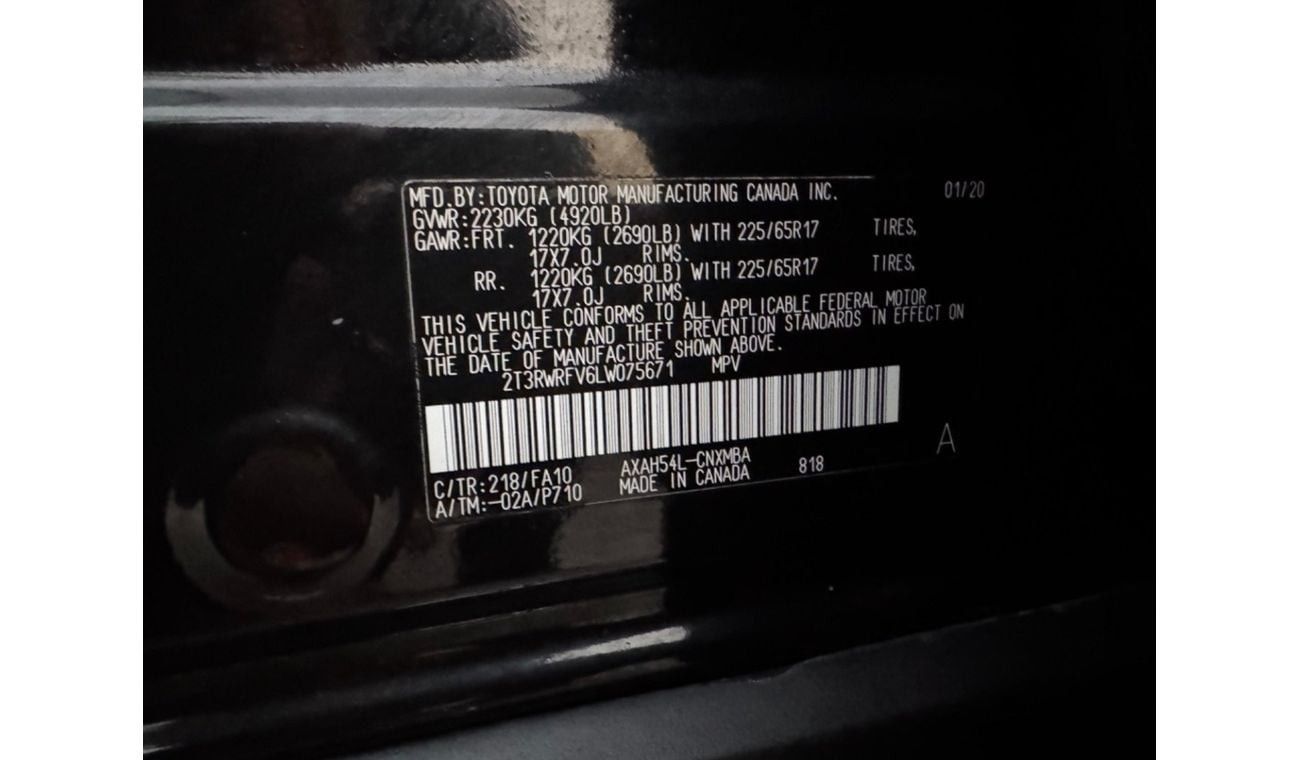 MFD.BY:TOYOTA MOTOR MANUFACTURING CANADA INC. 01/20
GVWR:2230KG (4920LB)
GAWR:FRT. 1220KG (2690LB) WITH 225/65R17 TIRES,
17X7.0J RIMS.
RR. 1220KG (2690LB) WITH 225/65R17 TIRES,
17X7.0J RIMS.
THIS VEHICLE CONFORMS TO ALL APPLICABLE FEDERAL MOTOR
VEHICLE SAFETY AND THEFT PREVENTION STANDARDS IN EFFECT ON
THE DATE OF MANUFACTURE SHOWN ABOVE.
2T3RWRFV6LW075671 MPV
A
C/TR:218/FA10 AXAH54L-CNXMBA 818
A/TM:-02A/P710 MADE IN CANADA